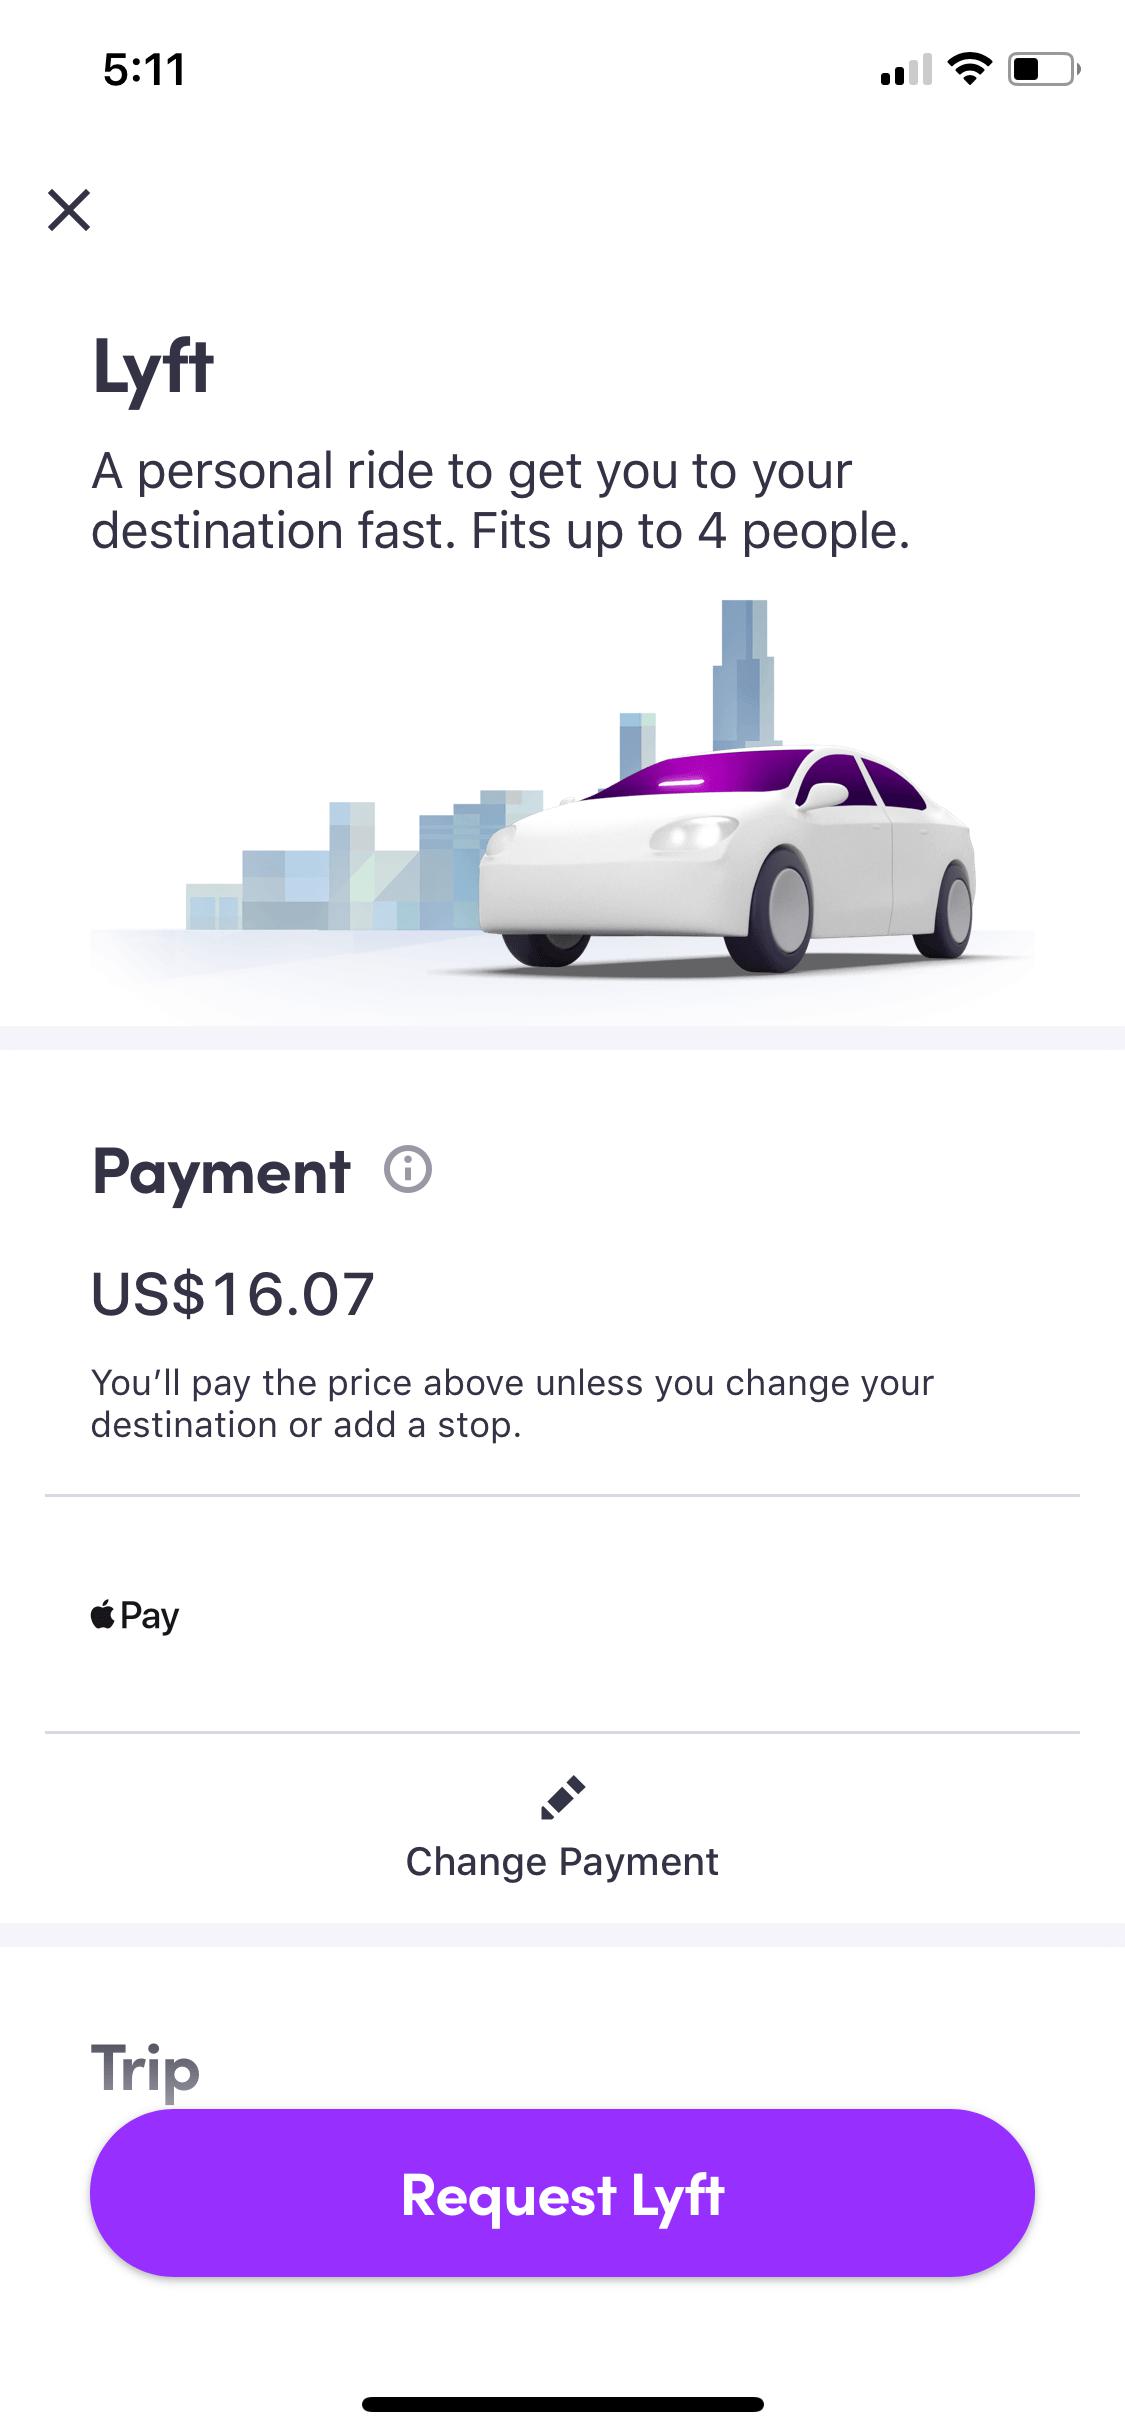 5:11
Lyft
A personal ride to get you to your
destination fast. Fits up to 4 people.
Payment
US$16.07
You’ll pay the price above unless you change your
destination or add a stop.
Pay
Change Payment
Trip
Request Lyft